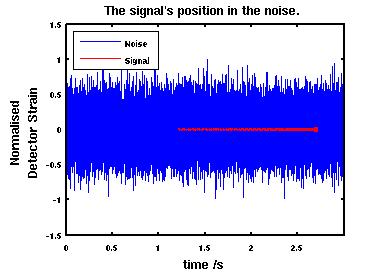 The signal's position in the noise.
1.5
Noise
Signal
1
0.5
0
-0.5
-1
-1.5
Normalised
Detector Strain
0 0.5 1 1.5 2 2.5
time /s